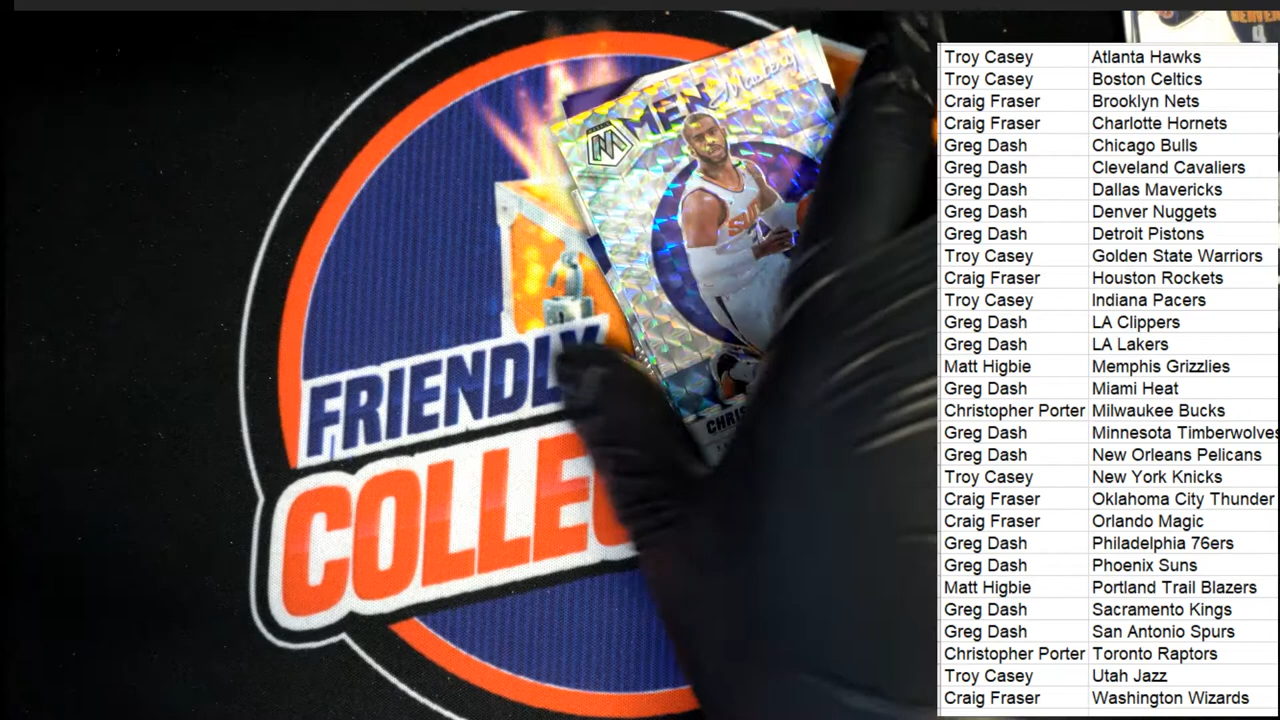 MEN
Mastery
M
SUNS
CHRIS
FRIENDLY
COLLEC
Troy Casey Atlanta Hawks
Troy Casey Boston Celtics
Craig Fraser Brooklyn Nets
Craig Fraser Charlotte Hornets
Greg Dash Chicago Bulls
Greg Dash Cleveland Cavaliers
Greg Dash Dallas Mavericks
Greg Dash Denver Nuggets
Greg Dash Detroit Pistons
Troy Casey Golden State Warriors
Craig Fraser Houston Rockets
Troy Casey Indiana Pacers
Greg Dash LA Clippers
Greg Dash LA Lakers
Matt Higbie Memphis Grizzlies
Greg Dash Miami Heat
Christopher Porter Milwaukee Bucks
Greg Dash Minnesota Timberwolves
Greg Dash New Orleans Pelicans
Troy Casey New York Knicks
Craig Fraser Oklahoma City Thunder
Craig Fraser Orlando Magic
Greg Dash Philadelphia 76ers
Greg Dash Phoenix Suns
Matt Higbie Portland Trail Blazers
Greg Dash Sacramento Kings
Greg Dash San Antonio Spurs
Christopher Porter Toronto Raptors
Troy Casey Utah Jazz
Craig Fraser Washington Wizards